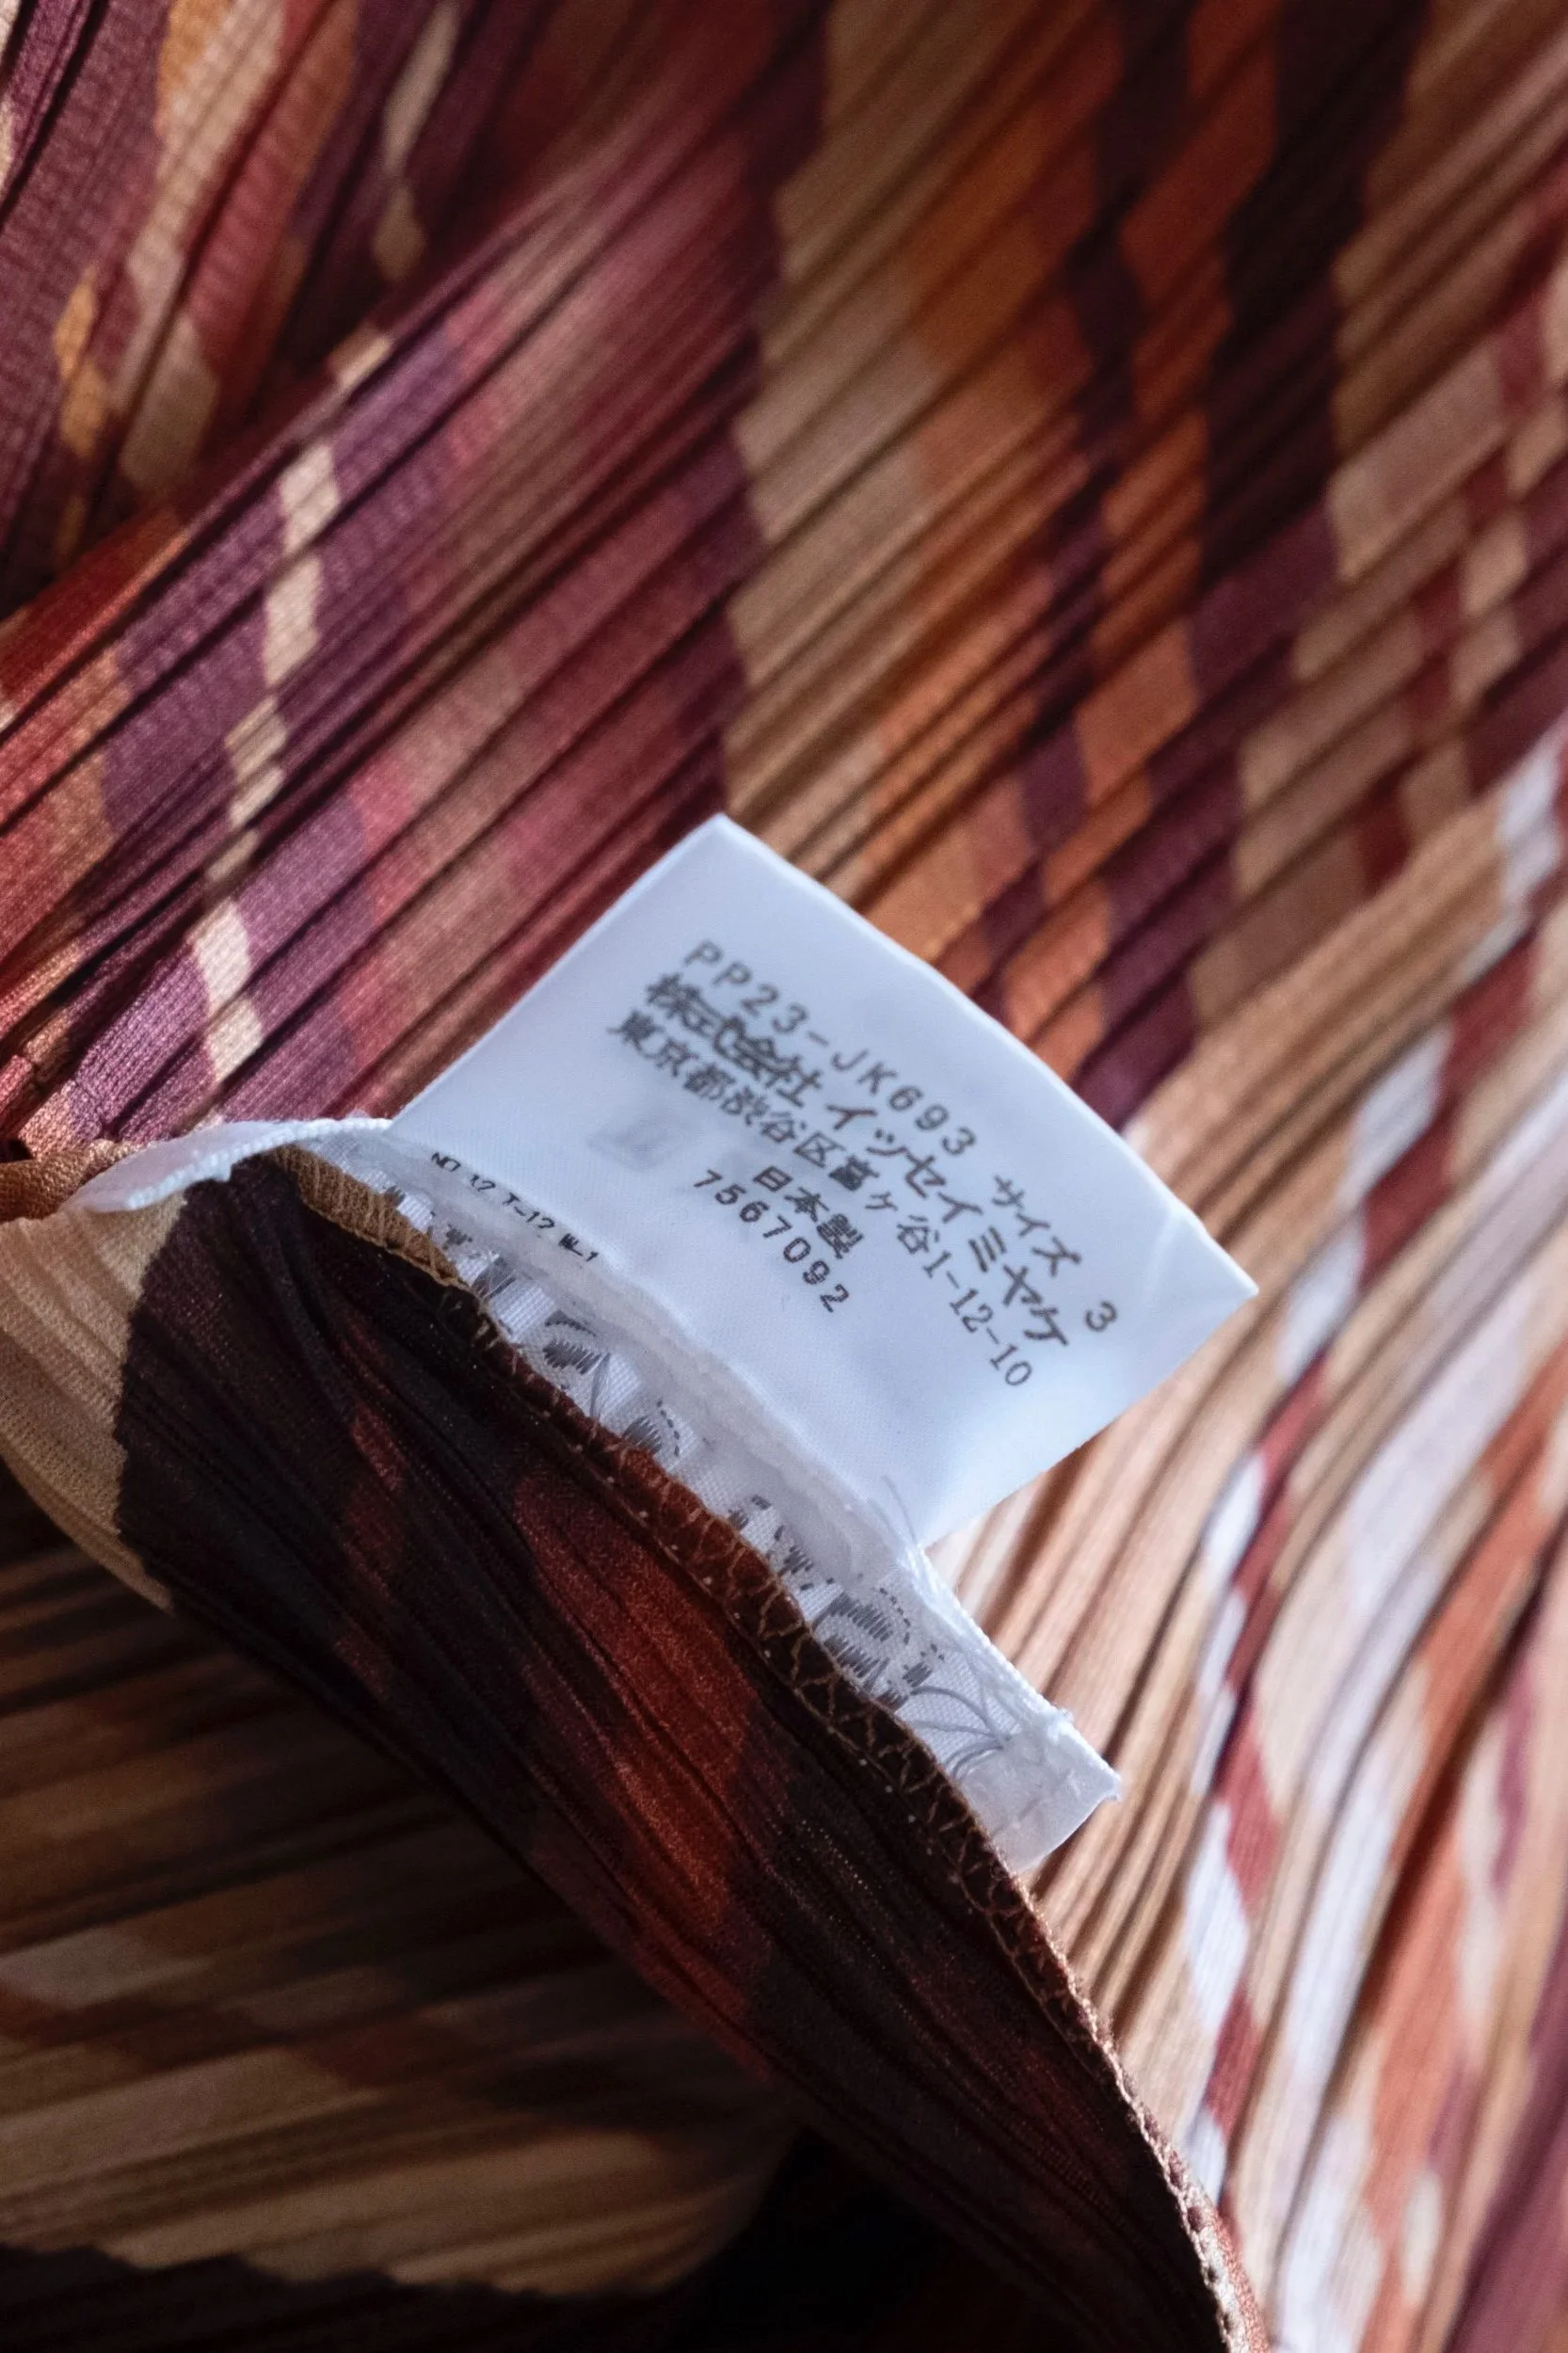 PP23-JK693 サイズ 3
株式会社 イッセイミヤケ
東京都渋谷区富ヶ谷1-12-10
日本製
7567092